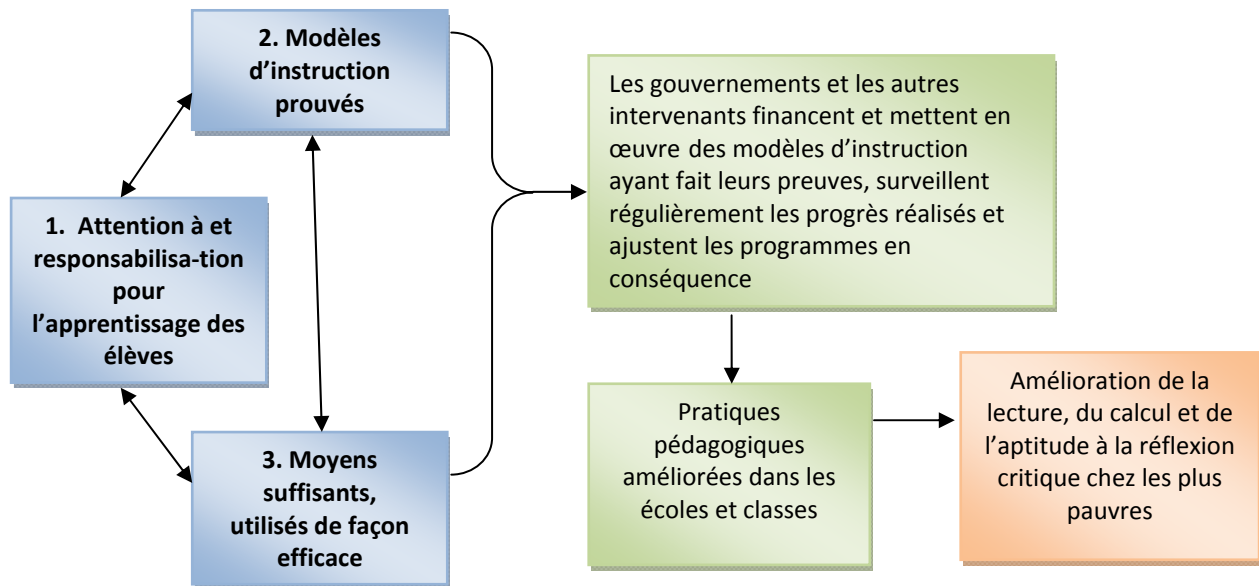 2. Modèles
d’instruction
prouvés
1. Attention à et
responsabilisa-tion
pour
l’apprentissage des
élèves
3. Moyens
suffisants,
utilisés de façon
efficace
Les gouvernements et les autres
intervenants financent et mettent en
œuvre des modèles d’instruction
ayant fait leurs preuves, surveillent
régulièrement les progrès réalisés et
ajustent les programmes en
conséquence
Pratiques
pédagogiques
améliorées dans les
écoles et classes
Amélioration de la
lecture, du calcul et de
l’aptitude à la réflexion
critique chez les plus
pauvres